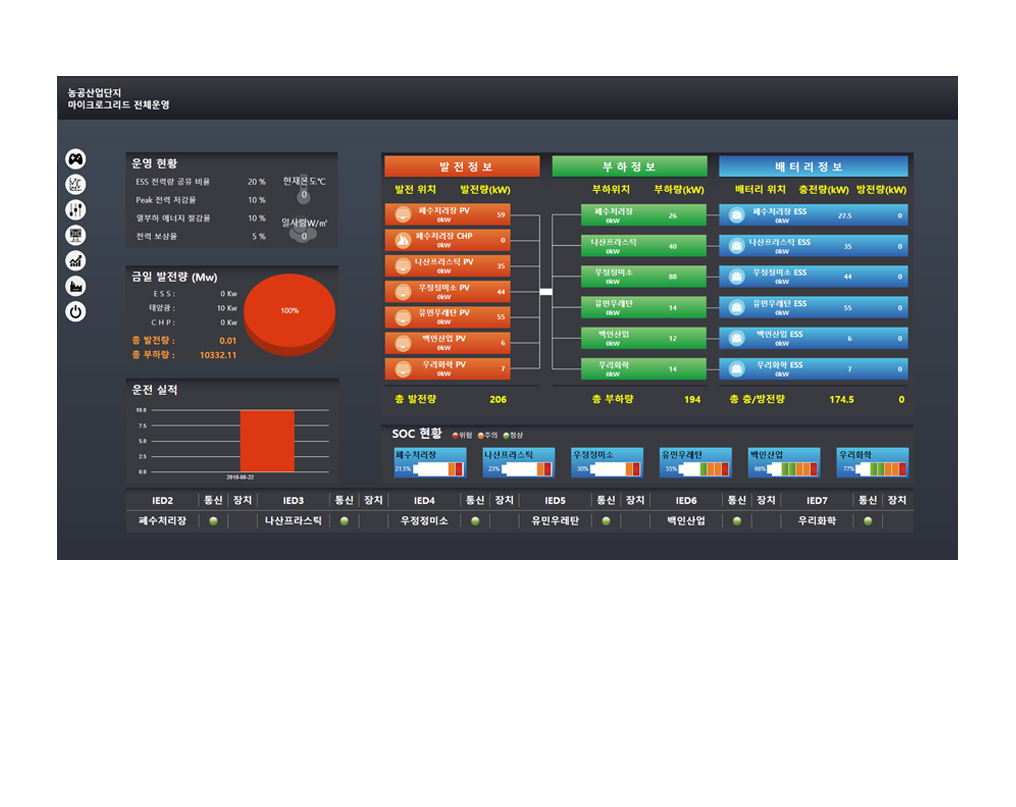 농공산업단지
마이크로그리드 전체운영
운영 현황
ESS 전력량 공유 비율 20 %
Peak 전력 저감율 10 %
열부하 에너지 절감율 10 %
전력 보상율 5 %
현재온도℃
0
일사량W/㎡
0
금일 발전량 (Mw)
E S S : 0 Kw
태양광 : 10 Kw
C H P : 0 Kw
총 발전량 : 0.01
총 부하량 : 10332.11
100%
운전 실적
10.0
7.5
5.0
2.5
0.0
2018-06-22
발 전 정 보
발전 위치 발전량(kW)
폐수처리장 PV 59
0kW
폐수처리장 CHP 0
0kW
나산프라스틱 PV 35
0kW
우정정미소 PV 44
0kW
유민우레탄 PV 55
0kW
백인산업 PV 6
0kW
우리화학 PV 7
0kW
총 발전량 206
부 하 정 보
부하위치 부하량(kW)
폐수처리장 26
0kW
나산프라스틱 40
0kW
우정정미소 88
0kW
유민우레탄 14
0kW
백인산업 12
0kW
우리화학 14
0kW
총 부하량 194
배 터 리 정 보
배터리 위치 충전량(kW) 방전량(kW)
폐수처리장 ESS 27.5 0
0kW
나산프라스틱 ESS 35 0
0kW
우정정미소 ESS 44 0
0kW
유민우레탄 ESS 55 0
0kW
백인산업 ESS 6 0
0kW
우리화학 ESS 7 0
0kW
총 충/방전량 174.5 0
SOC 현황 위험 주의 정상
폐수처리장
21.5%
나산프라스틱
23%
우정정미소
30%
유민우레탄
55%
백인산업
66%
우리화학
77%
IED2 통신 장치 IED3 통신 장치 IED4 통신 장치 IED5 통신 장치 IED6 통신 장치 IED7 통신 장치
폐수처리장 나산프라스틱 우정정미소 유민우레탄 백인산업 우리화학